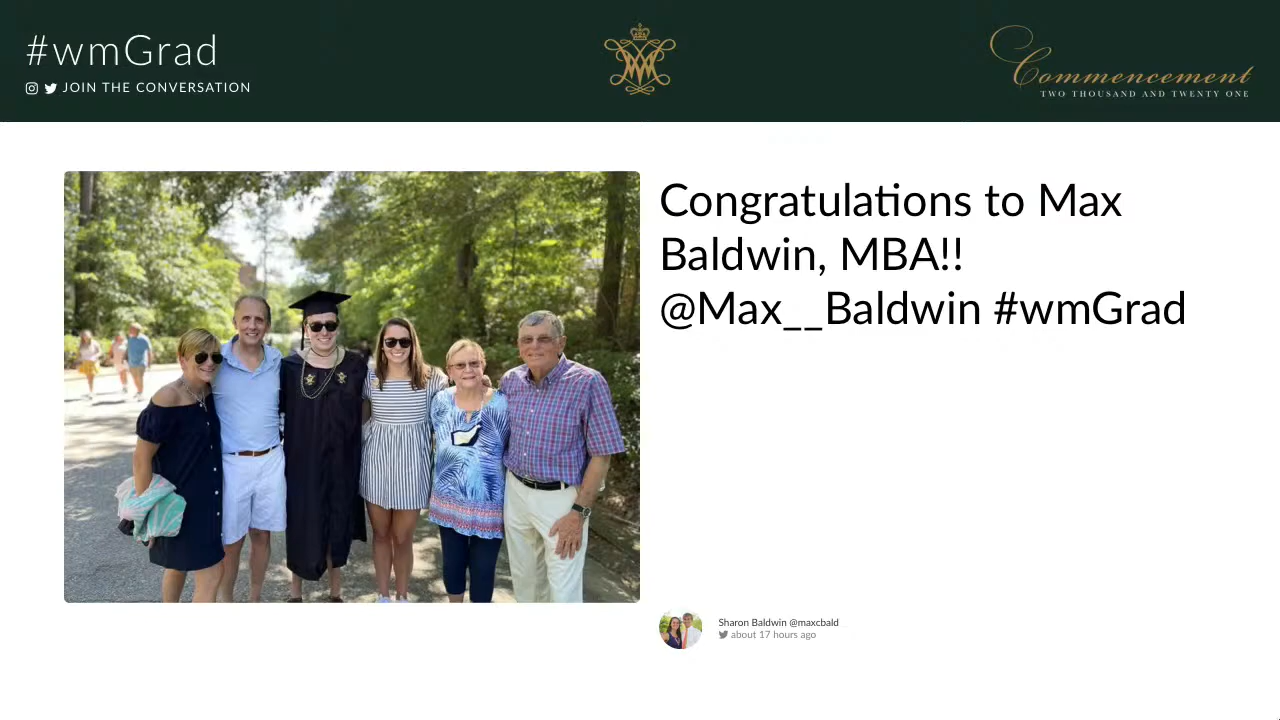 #wmGrad
JOIN THE CONVERSATION
Commencement
TWO THOUSAND AND TWENTY ONE
Congratulations to Max
Baldwin, MBA!!
@Max__Baldwin #wmGrad
Sharon Baldwin @maxcbald
about 17 hours ago